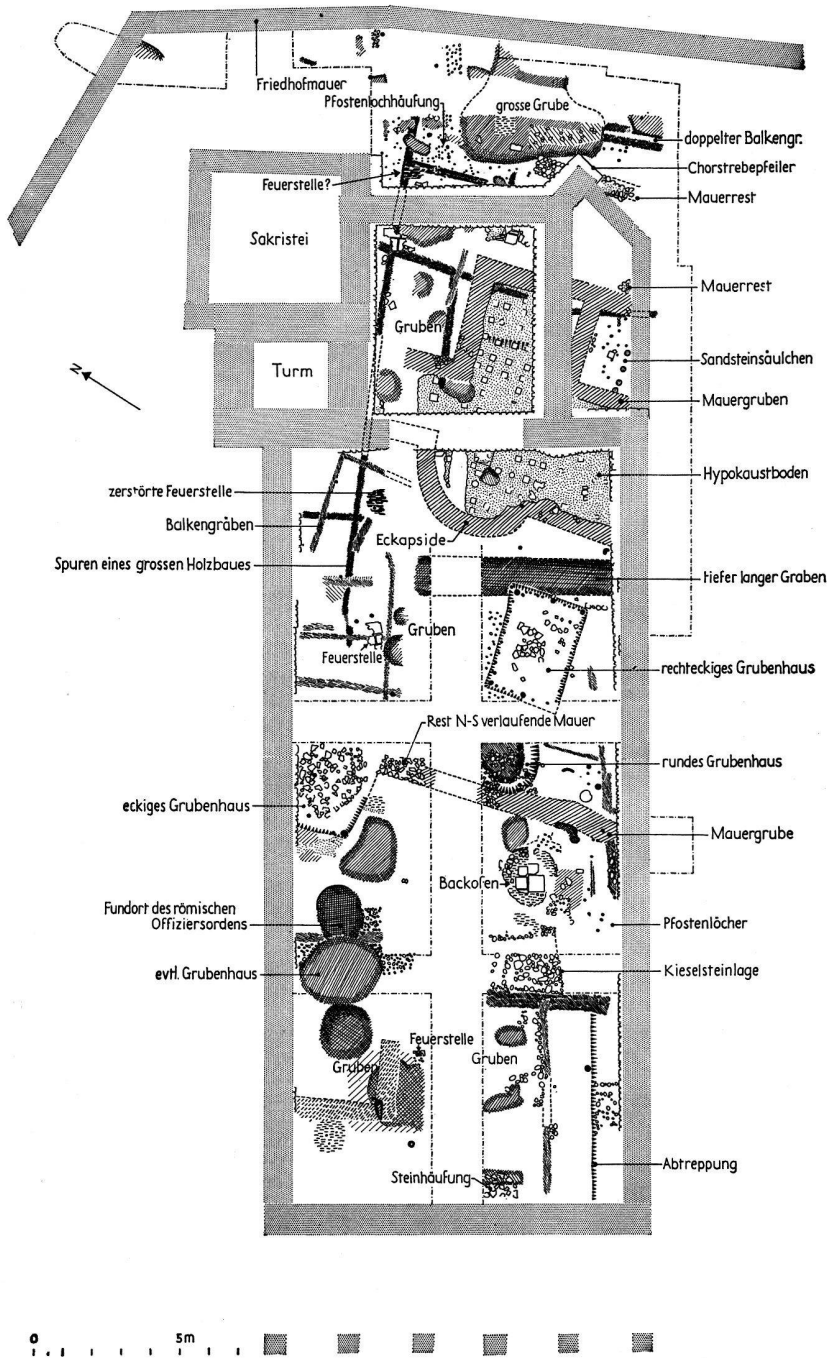 Friedhofmauer
Pfostenlochhäufung
grosse Grube
doppelter Balkengr.
Chorstrebepfeiler
Feuerstelle?
Mauerrest
Sakristei
Mauerrest
Gruben
Sandsteinsäulchen
Turm
N
Mauergruben
Hypokaustboden
zerstörte Feuerstelle
Balkengräben
Eckapside
Spuren eines grossen Holzbaues
tiefer langer Graben
Gruben
Feuerstelle
rechteckiges Grubenhaus
Rest N-S verlaufende Mauer
rundes Grubenhaus
eckiges Grubenhaus
Mauergrube
Backofen
Fundort des römischen
Offiziersordens
Pfostenlöcher
evtl. Grubenhaus
Kieselsteinlage
Feuerstelle
Gruben
Gruben
Steinhäufung
Abtreppung
0 5m